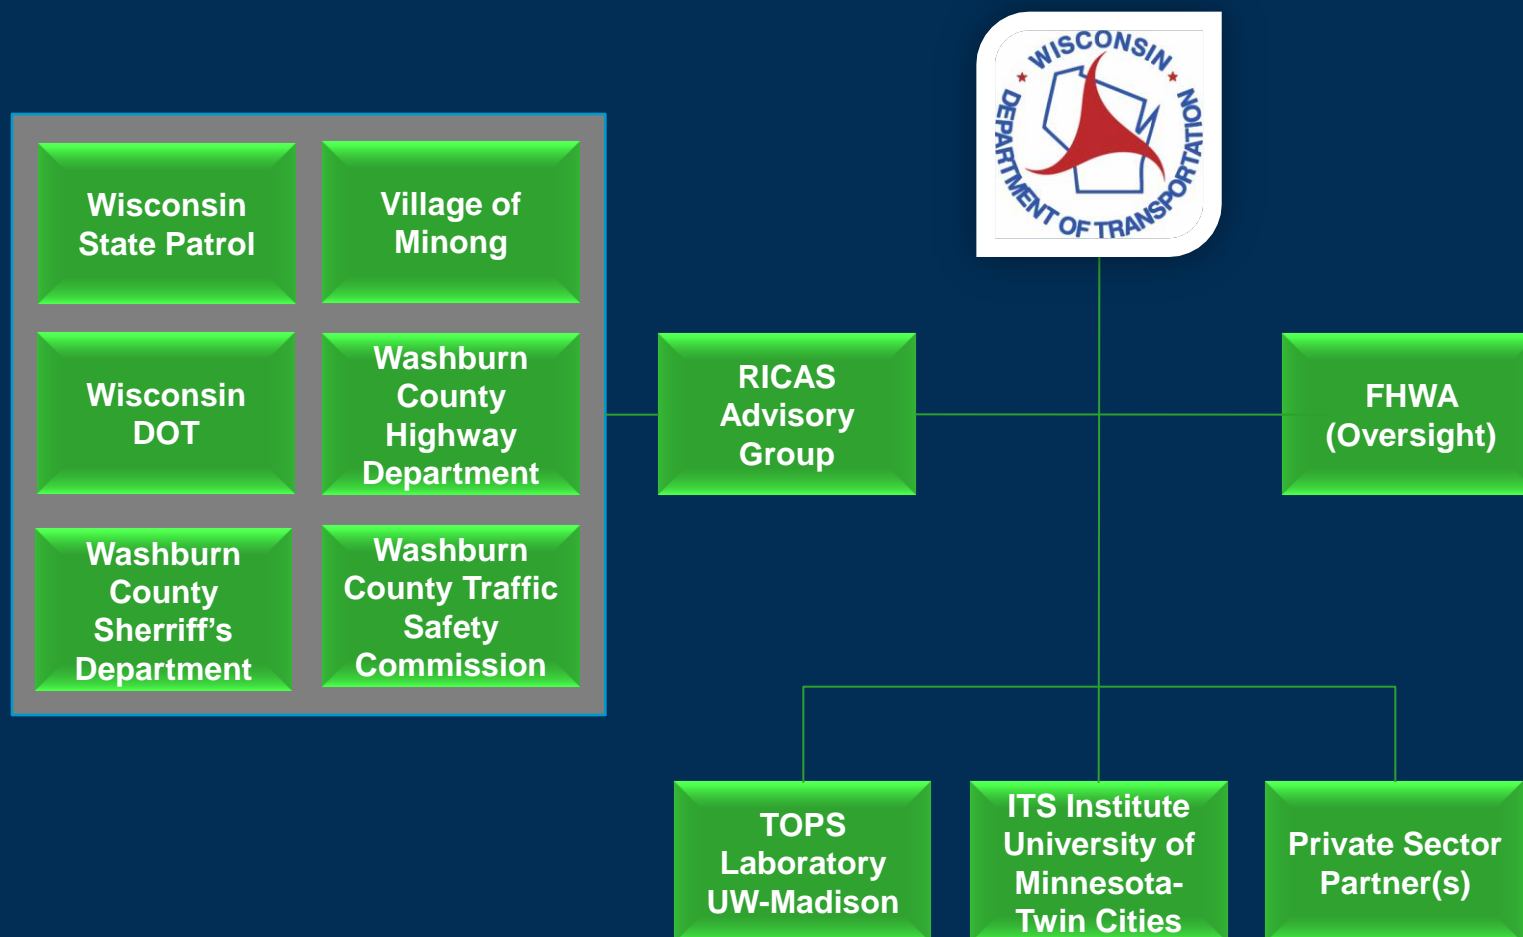 WISCONSIN
DEPARTMENT OF TRANSPORTATION
Wisconsin
State Patrol
Village of
Minong
Wisconsin
DOT
Washburn
County
Highway
Department
Washburn
County
Sherriff’s
Department
Washburn
County Traffic
Safety
Commission
RICAS
Advisory
Group
FHWA
(Oversight)
TOPS
Laboratory
UW-Madison
ITS Institute
University of
Minnesota-
Twin Cities
Private Sector
Partner(s)